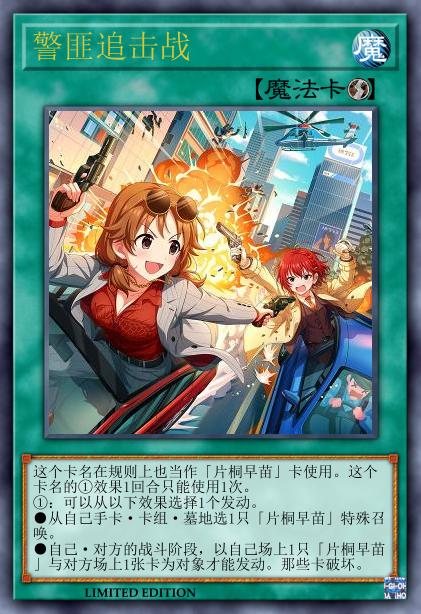 警匪追击战
魔
【魔法卡】
这个卡名在规则上也当作「片桐早苗」卡使用。这个
卡名的①效果1回合只能使用1次。
①：可以从以下效果选择1个发动。
●从自己手卡・卡组・墓地选1只「片桐早苗」特殊召
唤。
●自己・对方的战斗阶段，以自己场上1只「片桐早苗」
与对方场上1张卡为对象才能发动。那些卡破坏。
LIMITED EDITION